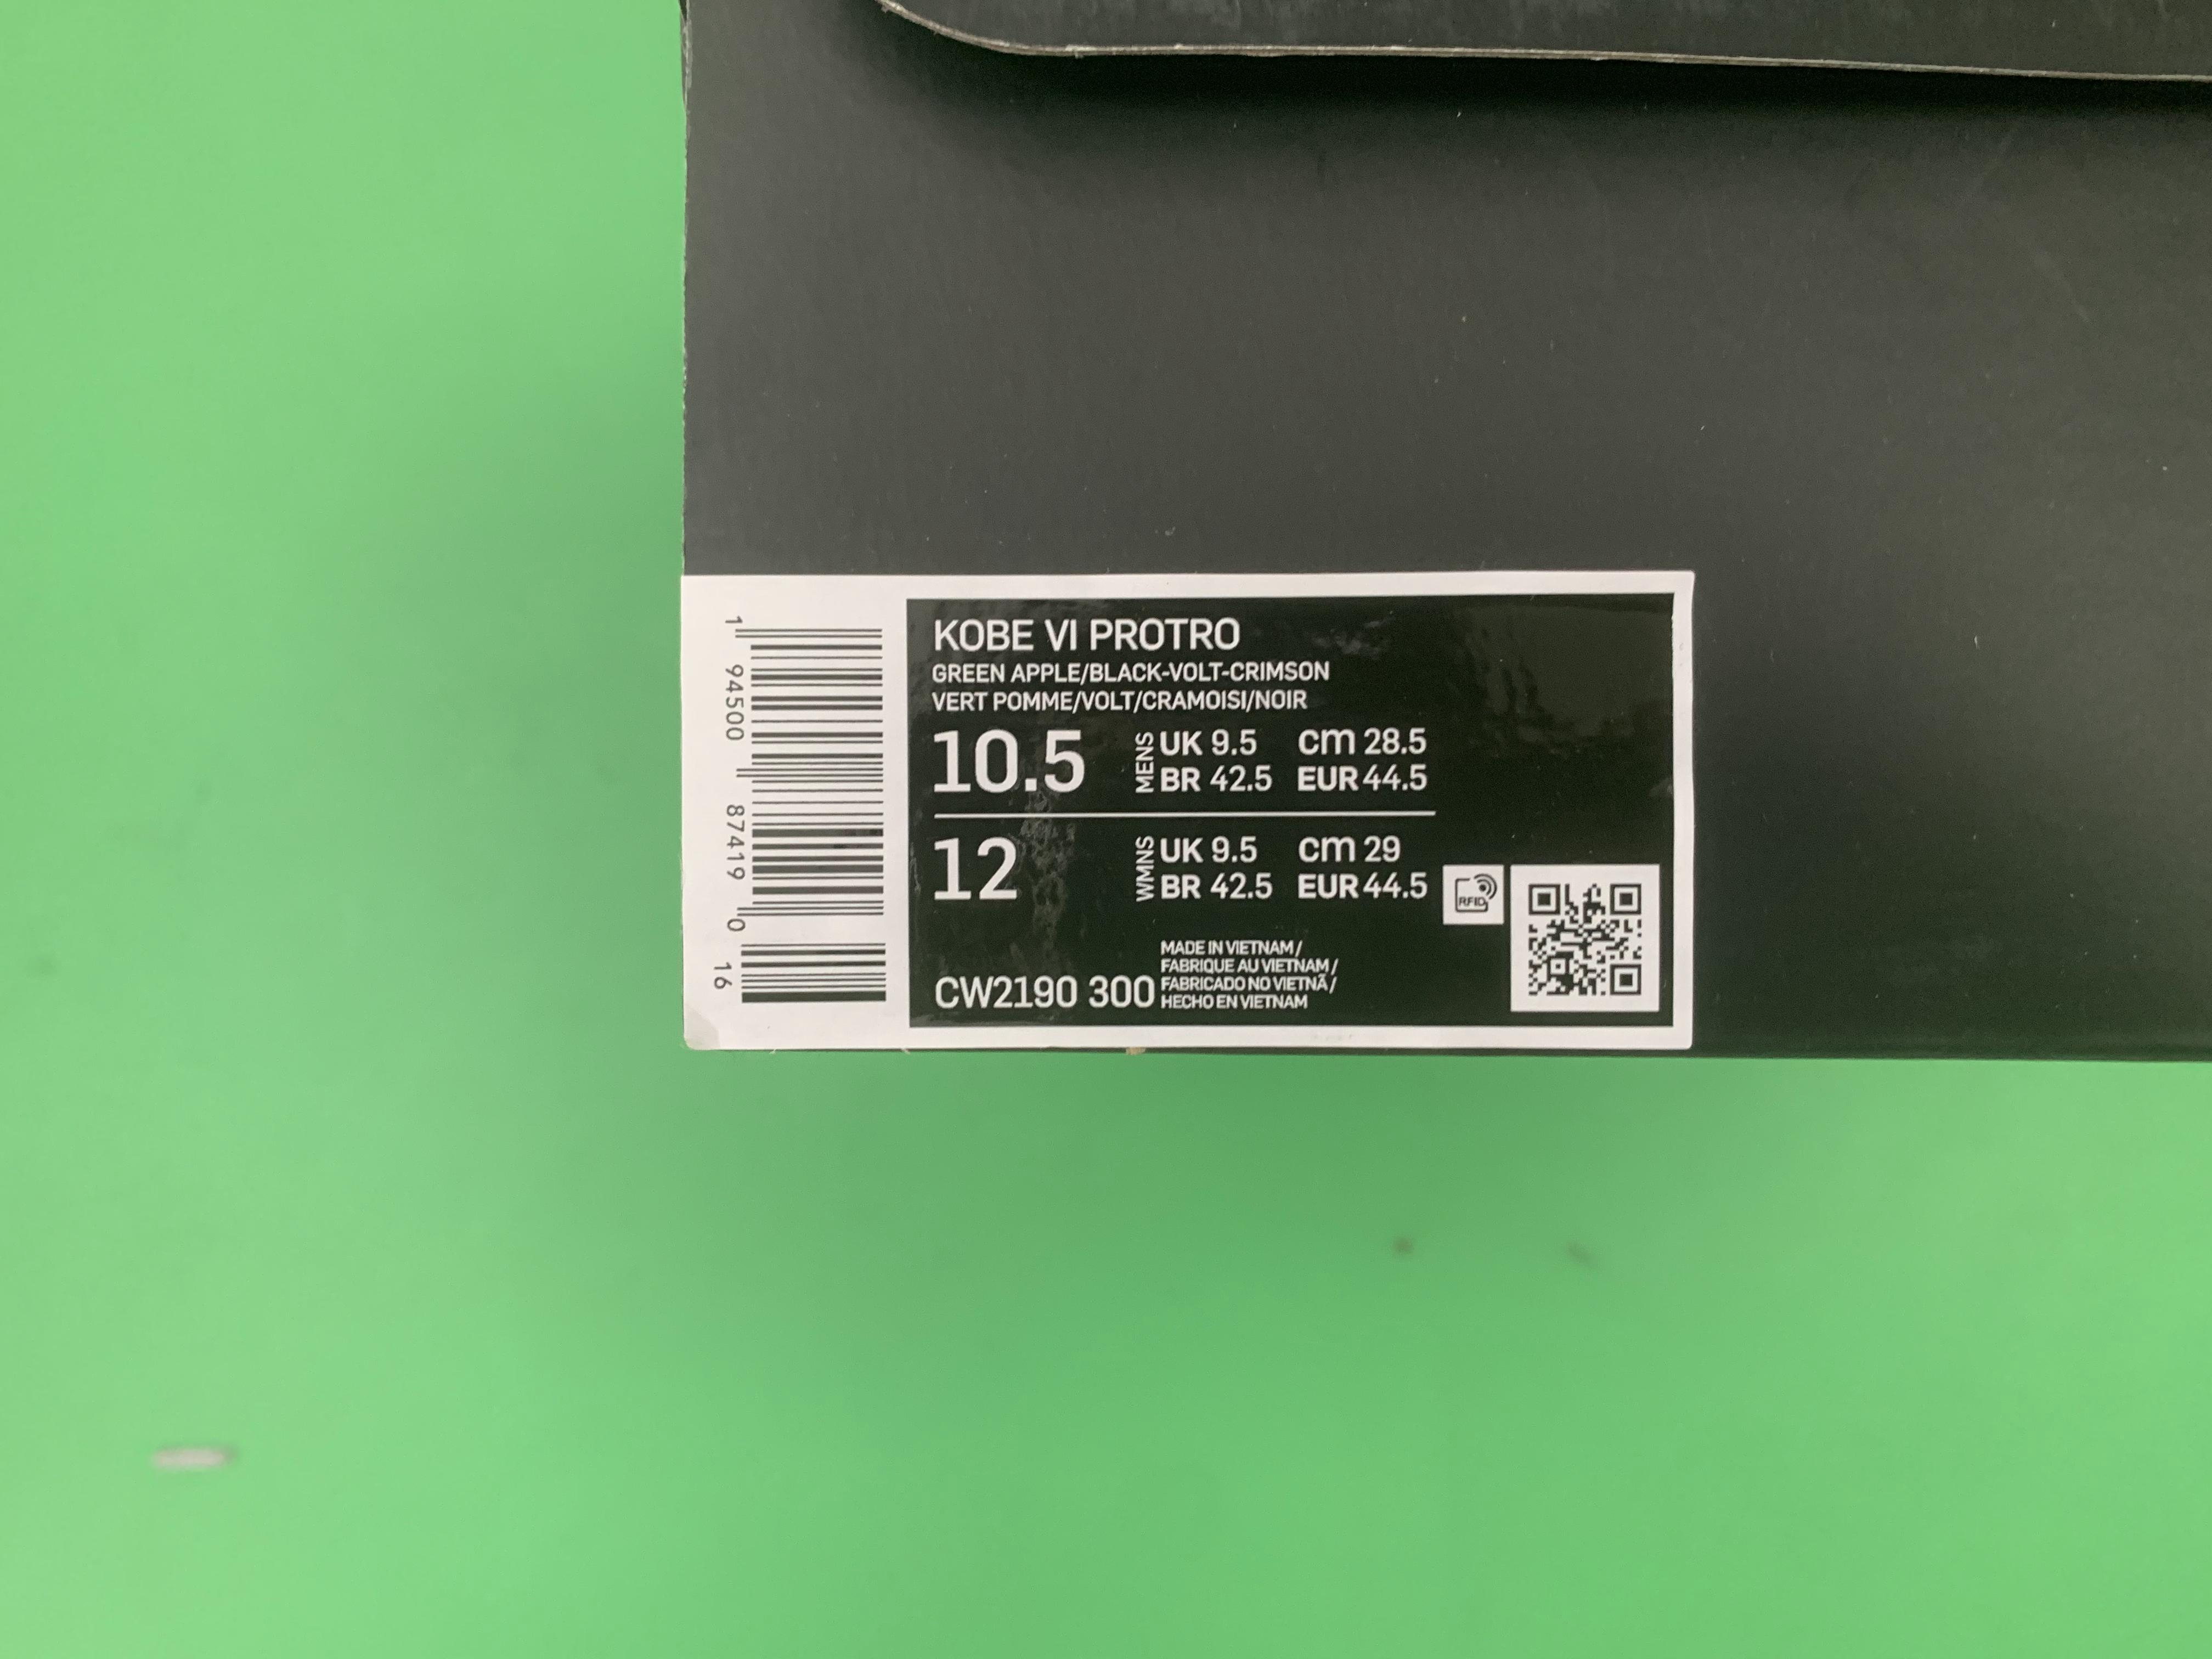 KOBE VI PROTRO
GREEN APPLE/BLACK-VOLT-CRIMSON
VERT POMME/VOLT/CRAMOISI/NOIR
10.5 MENS UK 9.5 cm 28.5
BR 42.5 EUR 44.5
12 WMNS UK 9.5 cm 29
BR 42.5 EUR 44.5
RFID
CW2190 300
MADE IN VIETNAM /
FABRIQUE AU VIETNAM /
FABRICADO NO VIETNÃ /
HECHO EN VIETNAM
1 94500 87419 0 16